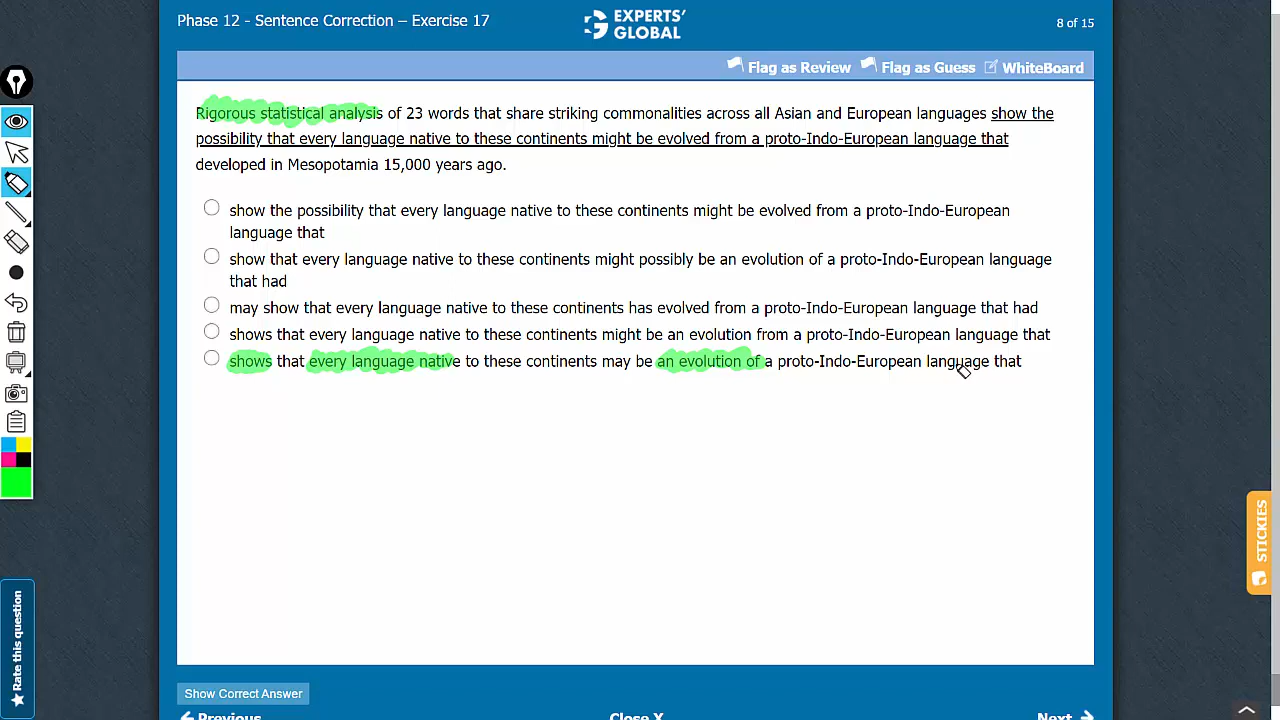 Phase 12 - Sentence Correction – Exercise 17
EXPERTS'
GLOBAL
8 of 15
Flag as Review
Flag as Guess
WhiteBoard
Rigorous statistical analysis of 23 words that share striking commonalities across all Asian and European languages show the
possibility that every language native to these continents might be evolved from a proto-Indo-European language that
developed in Mesopotamia 15,000 years ago.
show the possibility that every language native to these continents might be evolved from a proto-Indo-European
language that
show that every language native to these continents might possibly be an evolution of a proto-Indo-European language
that had
may show that every language native to these continents has evolved from a proto-Indo-European language that had
shows that every language native to these continents might be an evolution from a proto-Indo-European language that
shows that every language native to these continents may be an evolution of a proto-Indo-European language that
STICKIES
Rate this question
Show Correct Answer
Previous
Close X
Next